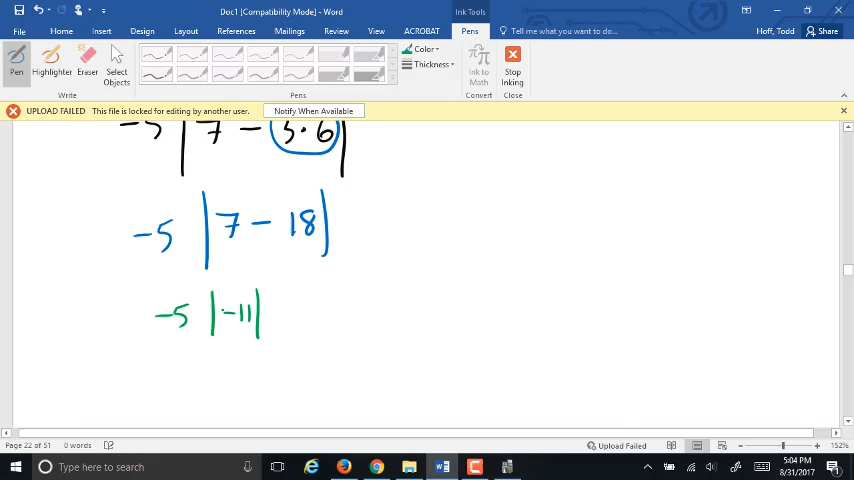 Doc1 [Compatibility Mode] - Word
Ink Tools
File Home Insert Draw Design Layout References Mailings Review View ACROBAT Pens Tell me what you want to do... Hoff, Todd Share
Pen Highlighter Eraser Select Objects
Color Thickness
Ink to Math
Stop Inking
Write Pens Convert Close
UPLOAD FAILED This file is locked for editing by another user. Notify When Available
-5 | 7 - 3·6 |
-5 | 7 - 18 |
-5 | -11 |
Page 22 of 51 0 words Upload Failed 152%
Type here to search
5:04 PM
8/31/2017